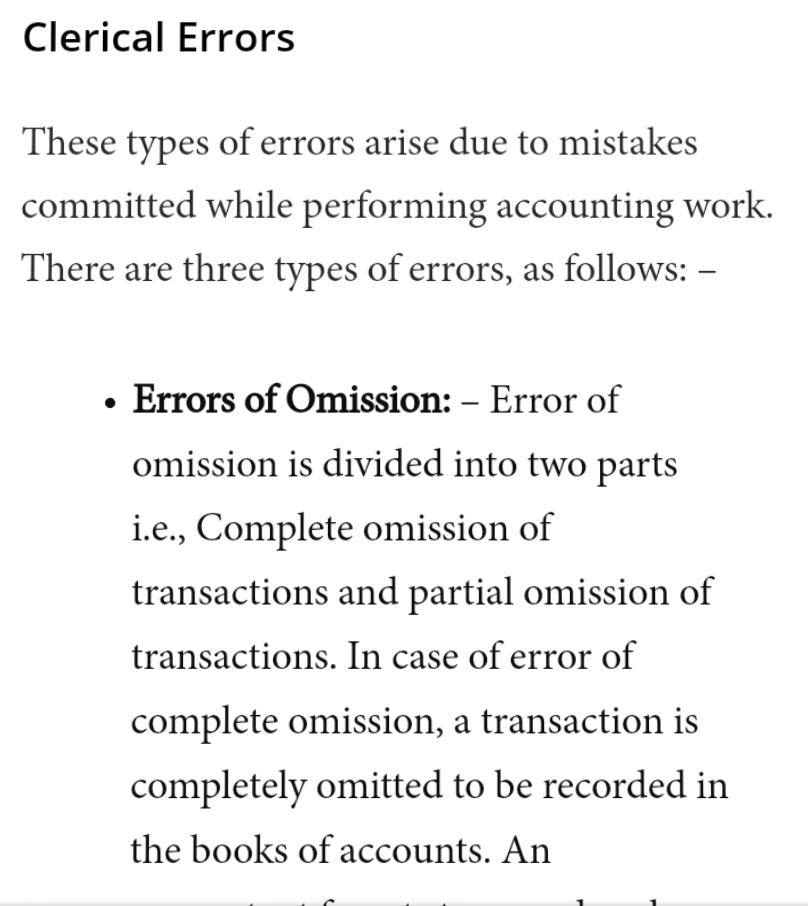 Clerical Errors
These types of errors arise due to mistakes
committed while performing accounting work.
There are three types of errors, as follows: –
• Errors of Omission: – Error of
omission is divided into two parts
i.e., Complete omission of
transactions and partial omission of
transactions. In case of error of
complete omission, a transaction is
completely omitted to be recorded in
the books of accounts. An